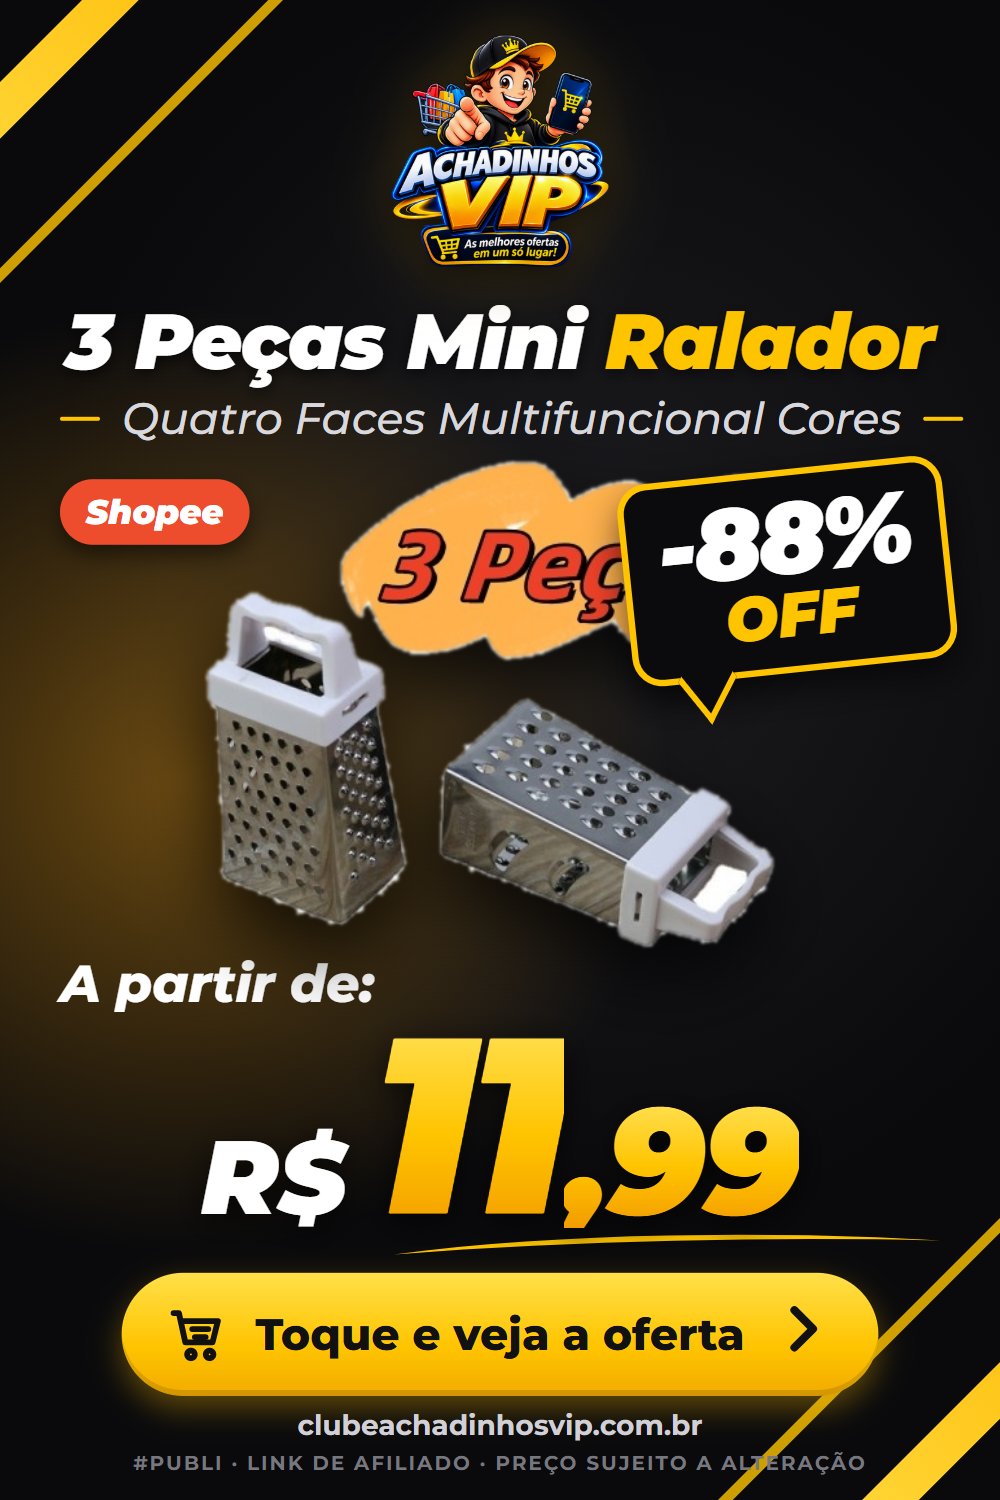 ACHADINHOS
VIP
As melhores ofertas
em um só lugar!
3 Peças Mini Ralador
Quatro Faces Multifuncional Cores
Shopee
3 Peç
-88%
OFF
A partir de:
R$ 11,99
Toque e veja a oferta
clubeachadinhosvip.com.br
#PUBLI · LINK DE AFILIADO · PREÇO SUJEITO A ALTERAÇÃO